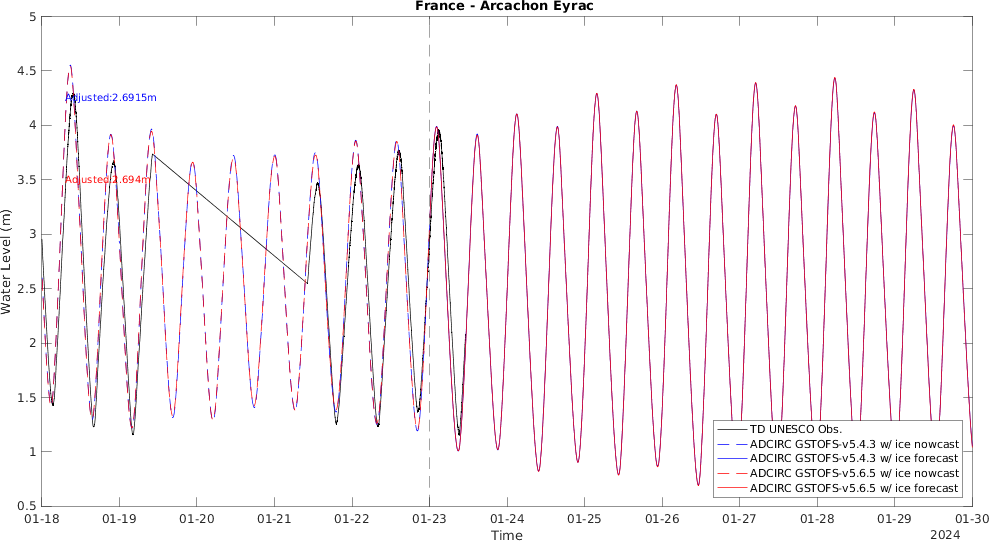 France - Arcachon Eyrac
5
4.5
4
3.5
3
2.5
2
1.5
1
0.5
Water Level (m)
Adjusted:2.6915m
Adjusted:2.694m
TD UNESCO Obs.
ADCIRC GSTOFS-v5.4.3 w/ ice nowcast
ADCIRC GSTOFS-v5.4.3 w/ ice forecast
ADCIRC GSTOFS-v5.6.5 w/ ice nowcast
ADCIRC GSTOFS-v5.6.5 w/ ice forecast
01-18 01-19 01-20 01-21 01-22 01-23 01-24 01-25 01-26 01-27 01-28 01-29 01-30
Time
2024